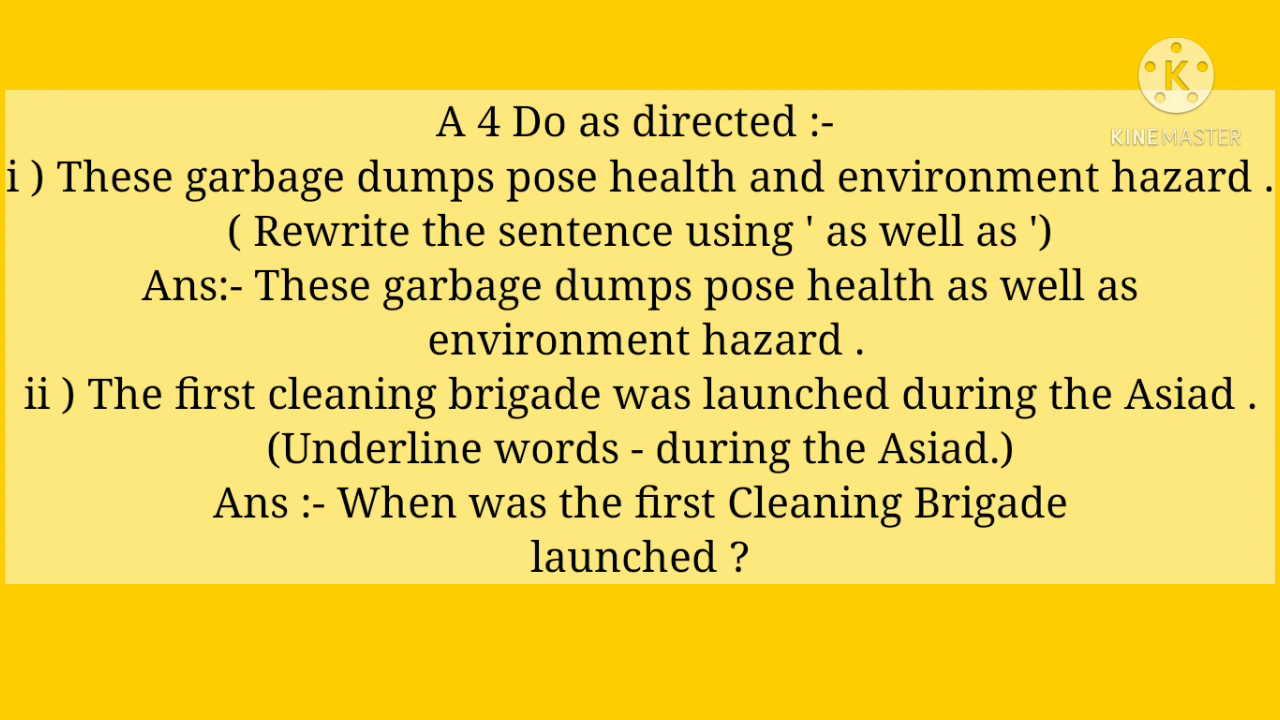 K
KINEMASTER
A 4 Do as directed :-
i ) These garbage dumps pose health and environment hazard .
( Rewrite the sentence using ' as well as ')
Ans:- These garbage dumps pose health as well as
environment hazard .
ii ) The first cleaning brigade was launched during the Asiad .
(Underline words - during the Asiad.)
Ans :- When was the first Cleaning Brigade
launched ?